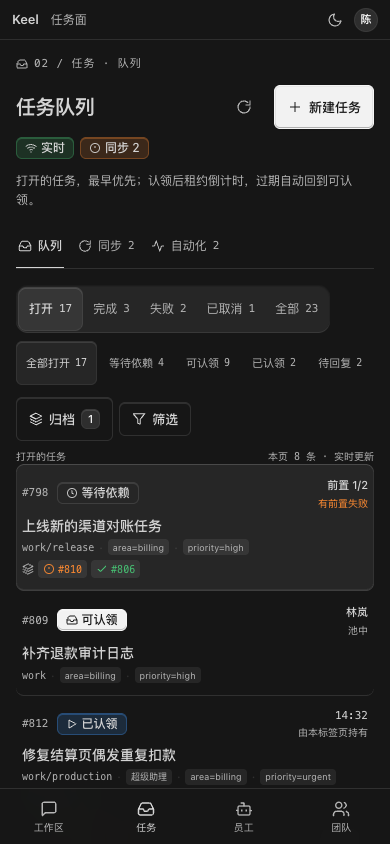 Keel 任务面 陈
02 / 任务 · 队列
任务队列 新建任务
实时 同步 2
打开的任务，最早优先；认领后租约倒计时，过期自动回到可认
领。
队列 同步 2 自动化 2
打开 17 完成 3 失败 2 已取消 1 全部 23
全部打开 17 等待依赖 4 可认领 9 已认领 2 待回复 2
归档 1 筛选
打开的任务 本页 8 条 · 实时更新
#798 等待依赖 前置 1/2
有前置失败
上线新的渠道对账任务
work/release · area=billing · priority=high
#810 #806
#809 可认领 林岚
池中
补齐退款审计日志
work · area=billing · priority=high
#812 已认领 14:32
由本标签页持有
修复结算页偶发重复扣款
work/production · 超级助理 · area=billing · priority=urgent
工作区 任务 员工 团队